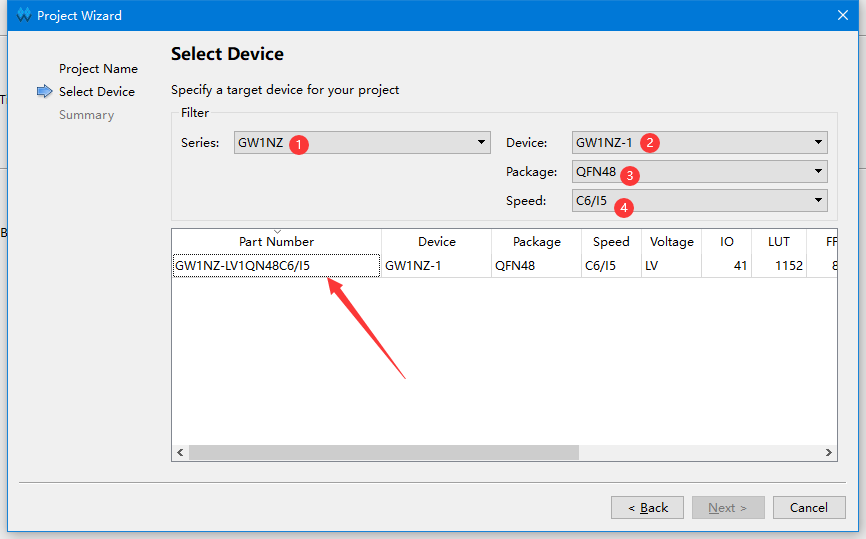 Project Wizard
Select Device
Project Name
Select Device
Summary
Specify a target device for your project
Filter
Series: GW1NZ 1 Device: GW1NZ-1 2
Package: QFN48 3
Speed: C6/I5 4
Part Number Device Package Speed Voltage IO LUT FF
GW1NZ-LV1QN48C6/I5 GW1NZ-1 QFN48 C6/I5 LV 41 1152 8
< Back Next > Cancel